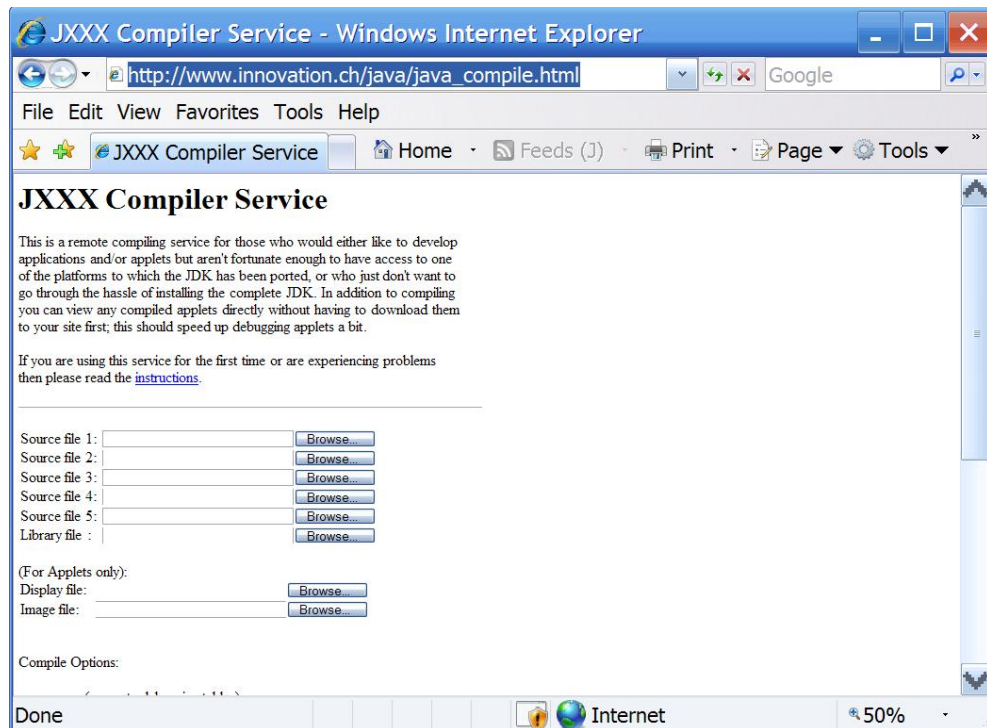 JXXX Compiler Service - Windows Internet Explorer
http://www.innovation.ch/java/java_compile.html
Google
File Edit View Favorites Tools Help
JXXX Compiler Service
Home
Feeds (J)
Print
Page
Tools
»
JXXX Compiler Service
This is a remote compiling service for those who would either like to develop
applications and/or applets but aren't fortunate enough to have access to one
of the platforms to which the JDK has been ported, or who just don't want to
go through the hassle of installing the complete JDK. In addition to compiling
you can view any compiled applets directly without having to download them
to your site first; this should speed up debugging applets a bit.
If you are using this service for the first time or are experiencing problems
then please read the instructions.
Source file 1: Browse...
Source file 2: Browse...
Source file 3: Browse...
Source file 4: Browse...
Source file 5: Browse...
Library file : Browse...
(For Applets only):
Display file: Browse...
Image file: Browse...
Compile Options:
Done
Internet
50%